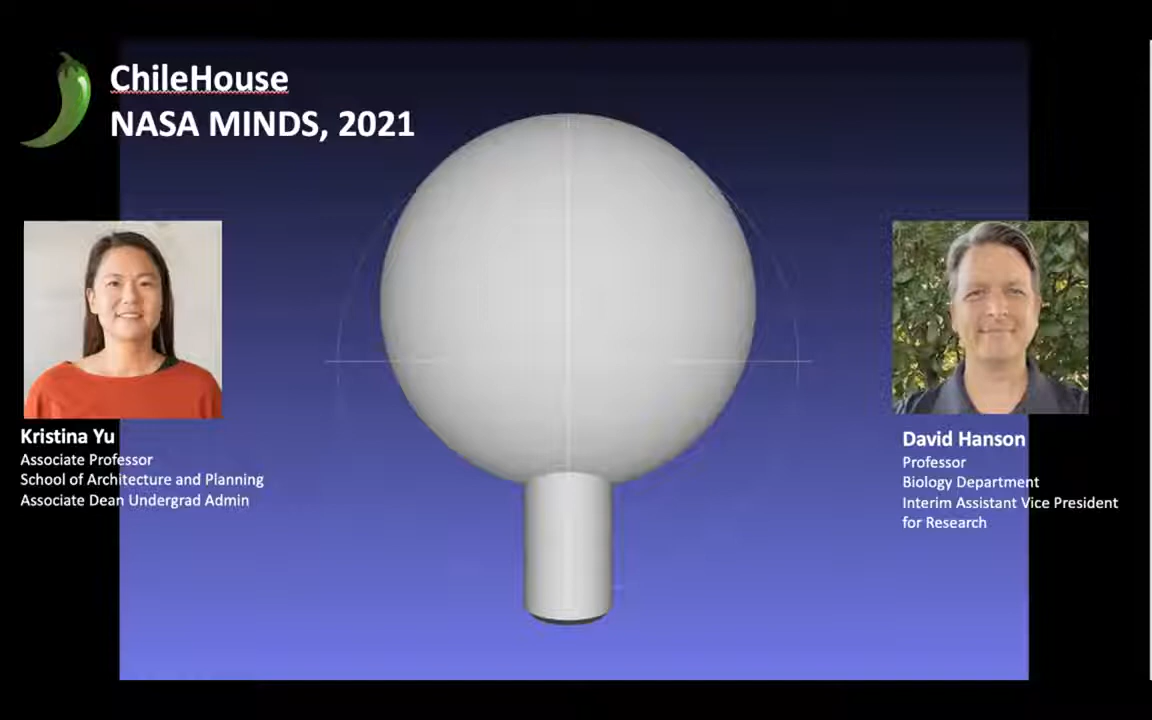 ChileHouse
NASA MINDS, 2021
Kristina Yu
Associate Professor
School of Architecture and Planning
Associate Dean Undergrad Admin
David Hanson
Professor
Biology Department
Interim Assistant Vice President
for Research